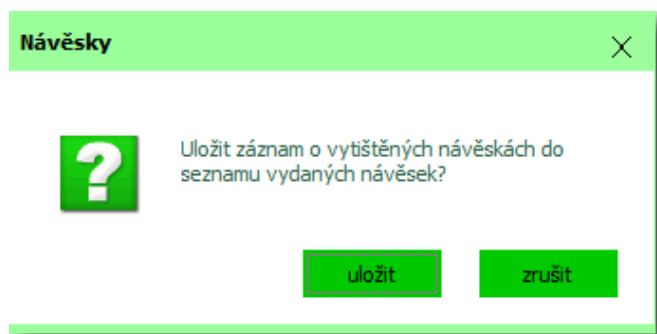 Návěsky
Uložit záznam o vytištěných návěskách do
seznamu vydaných návěsek?
uložit
zrušit